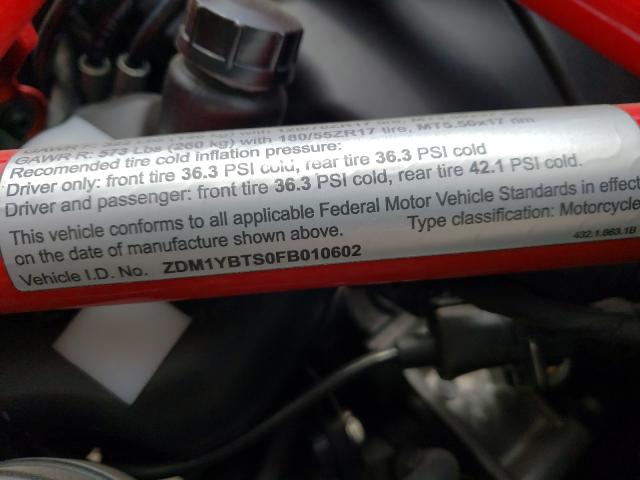 GAWR R. 573 Lbs (260 kg) with 180/55ZR17 tire, MT5.50x17 rim
Recomended tire cold inflation pressure:
Driver only: front tire 36.3 PSI cold, rear tire 36.3 PSI cold
Driver and passenger: front tire 36.3 PSI cold, rear tire 42.1 PSI cold.
This vehicle conforms to all applicable Federal Motor Vehicle Standards in effect
on the date of manufacture shown above. Type classification: Motorcycle
Vehicle I.D. No. ZDM1YBTS0FB010602
432.1.863.1B